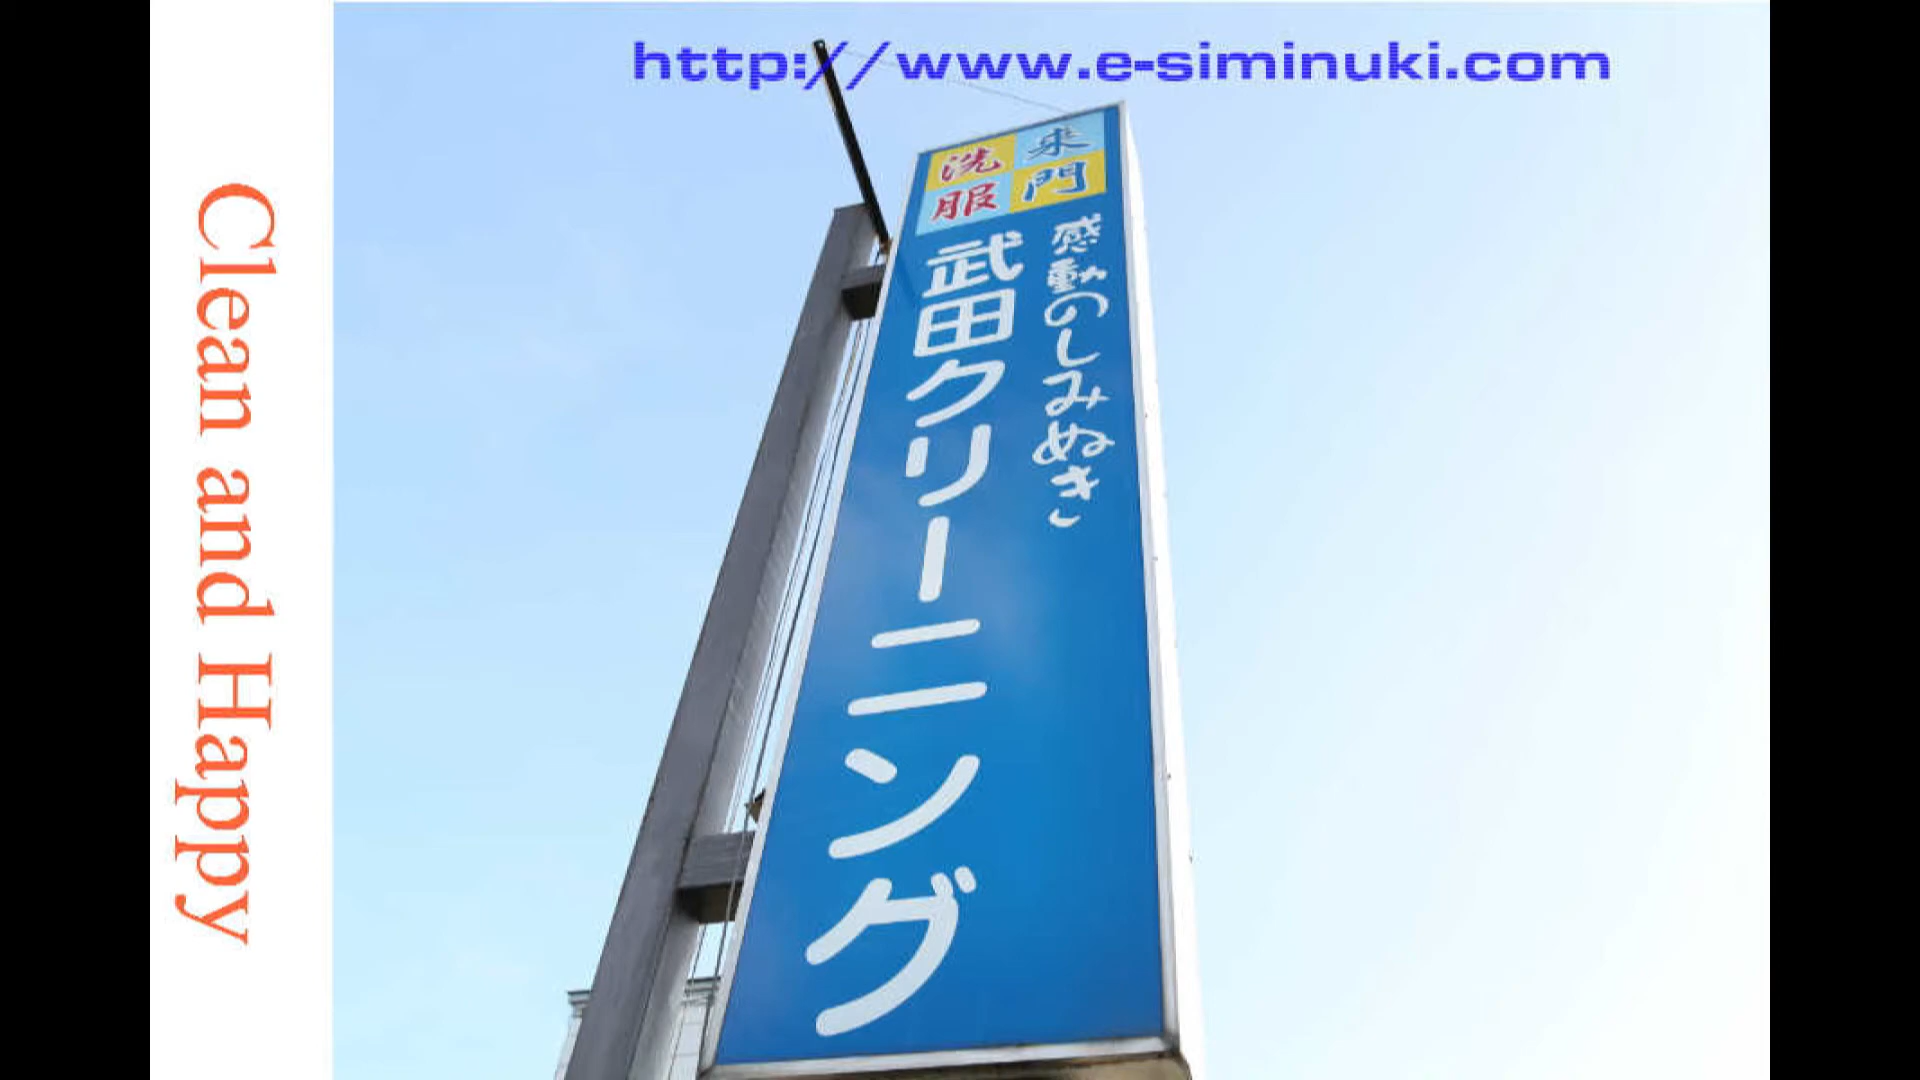 http://www.e-siminuki.com
Clean and Happy
来門
洗服
感動のしみぬき」
武田クリーニング